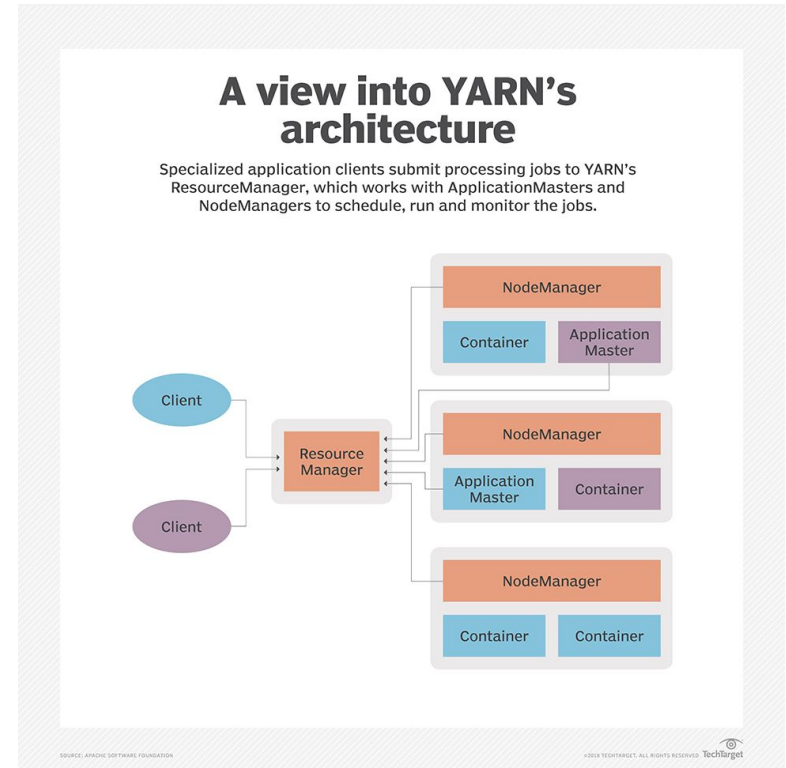 A view into YARN's
architecture
Specialized application clients submit processing jobs to YARN's
ResourceManager, which works with ApplicationMasters and
NodeManagers to schedule, run and monitor the jobs.
NodeManager
Container
Application
Master
Client
Resource
Manager
NodeManager
Application
Master
Container
Client
NodeManager
Container
Container
SOURCE: APACHE SOFTWARE FOUNDATION
©2018 TECHTARGET. ALL RIGHTS RESERVED
TechTarget